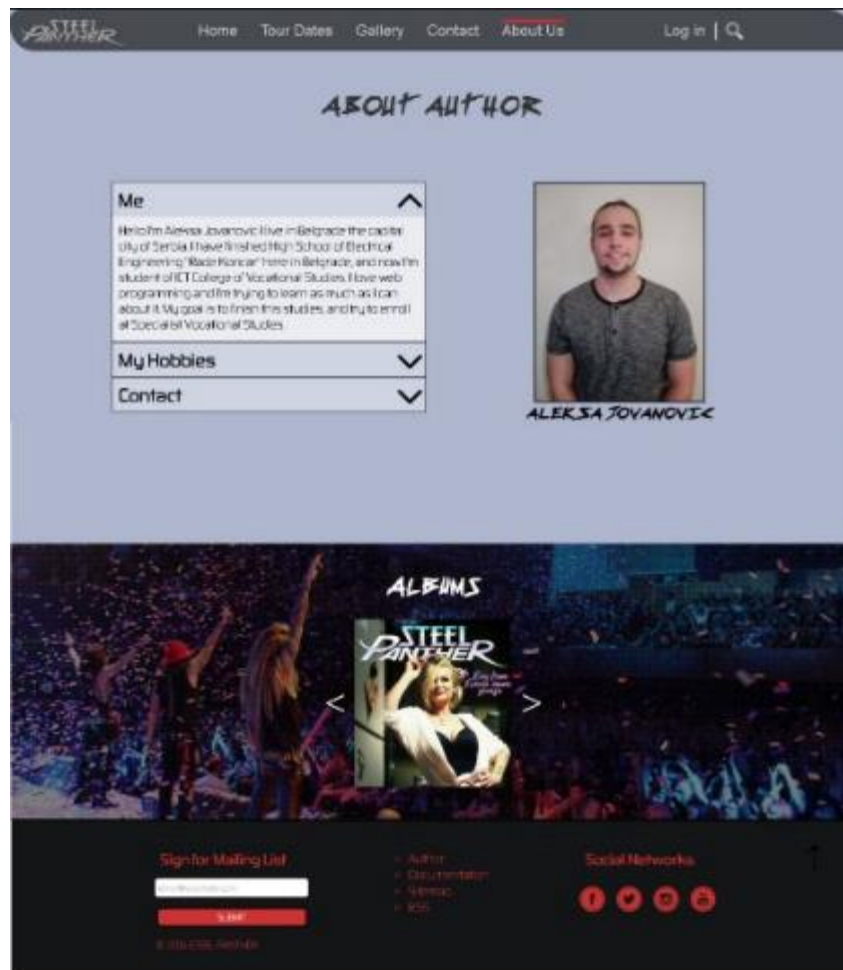 STEEL PANTHER
Home Tour Dates Gallery Contact About Us Log in |
ABOUT AUTHOR
Me
Hello I'm Aleksa Jovanovic I live in Belgrade the capital
city of Serbia. I have finished High School of Electrical
Engineering "Rade Koncar" here in Belgrade, and now I'm
student of ICT College of Vocational Studies. I love web
programming and I'm trying to learn as much as I can
about it. My goal is to finish this studies, and try to enroll
at Specialist Vocational Studies
My Hobbies
Contact
ALEKSA JOVANOVIC
ALBUMS
<
STEEL
PANTHER
>
Sign for Mailing List
SUBMIT
Author
Documentation
Sitemap
RSS
Social Networks